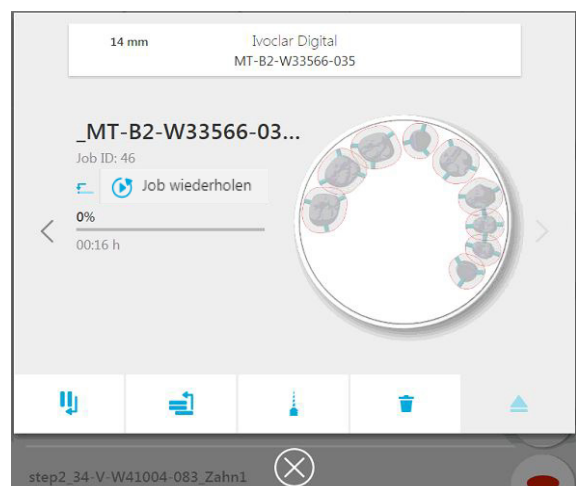 14 mm
Ivoclar Digital
MT-B2-W33566-035
_MT-B2-W33566-03...
Job ID: 46
Job wiederholen
0%
00:16 h
step2_34-V-W41004-083_Zahn1